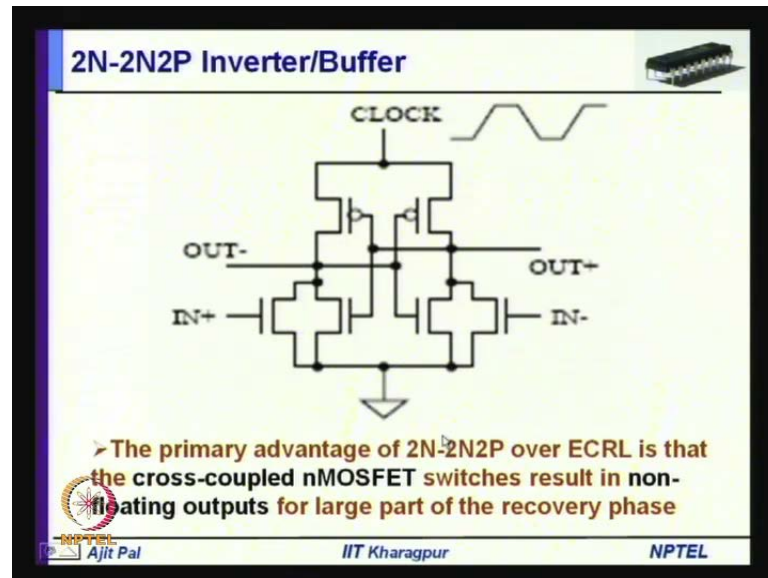 2N-2N2P Inverter/Buffer
CLOCK
OUT-
OUT+
IN+
IN-
➢The primary advantage of 2N-2N2P over ECRL is that
the cross-coupled nMOSFET switches result in non-
floating outputs for large part of the recovery phase
NPTEL
Ajit Pal
IIT Kharagpur
NPTEL